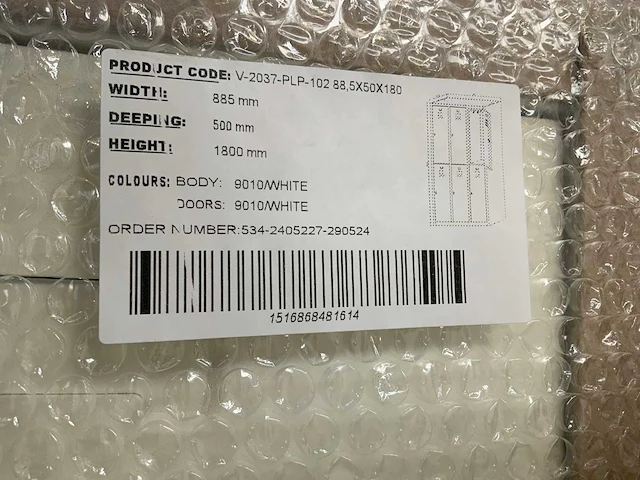 PRODUCT CODE: V-2037-PLP-102 88,5X50X180
WIDTH: 885 mm
DEEPING: 500 mm
HEIGHT: 1800 mm
COLOURS: BODY: 9010/WHITE
DOORS: 9010/WHITE
ORDER NUMBER:534-2405227-290524
1516868481614